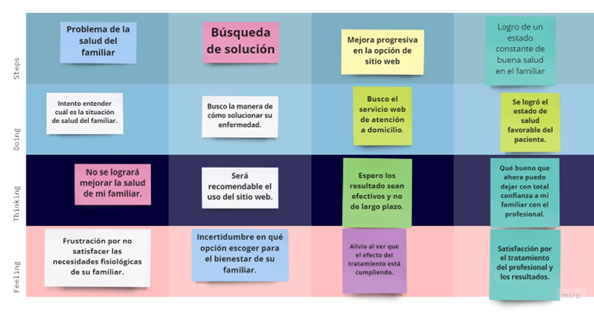 Steps
Problema de la
salud del
familiar
Búsqueda
de solución
Mejora progresiva
en la opción de
sitio web
Logro de un
estado
constante de
buena salud
en el familiar
Doing
Intento entender
cuál es la situación
de salud del familiar.
Busco la manera de
cómo solucionar su
enfermedad.
Busco el
servicio web
de atención
a domicilio.
Se logró el
estado de
salud
favorable del
paciente.
Thinking
No se logrará
mejorar la salud
de mi familiar.
Será
recomendable el
uso del sitio web.
Espero los
resultado sean
efectivos y no
de largo plazo.
Qué bueno que
ahora puedo
dejar con total
confianza a mi
familiar con el
profesional.
Feeling
Frustración por no
satisfacer las
necesidades fisiológicas
de su familiar.
Incertidumbre en qué
opción escoger para
el bienestar de su
familiar.
Alivio al ver que
el efecto del
tratamiento está
cumpliendo.
Satisfacción por
el tratamiento
del profesional
y los resultados.
miro